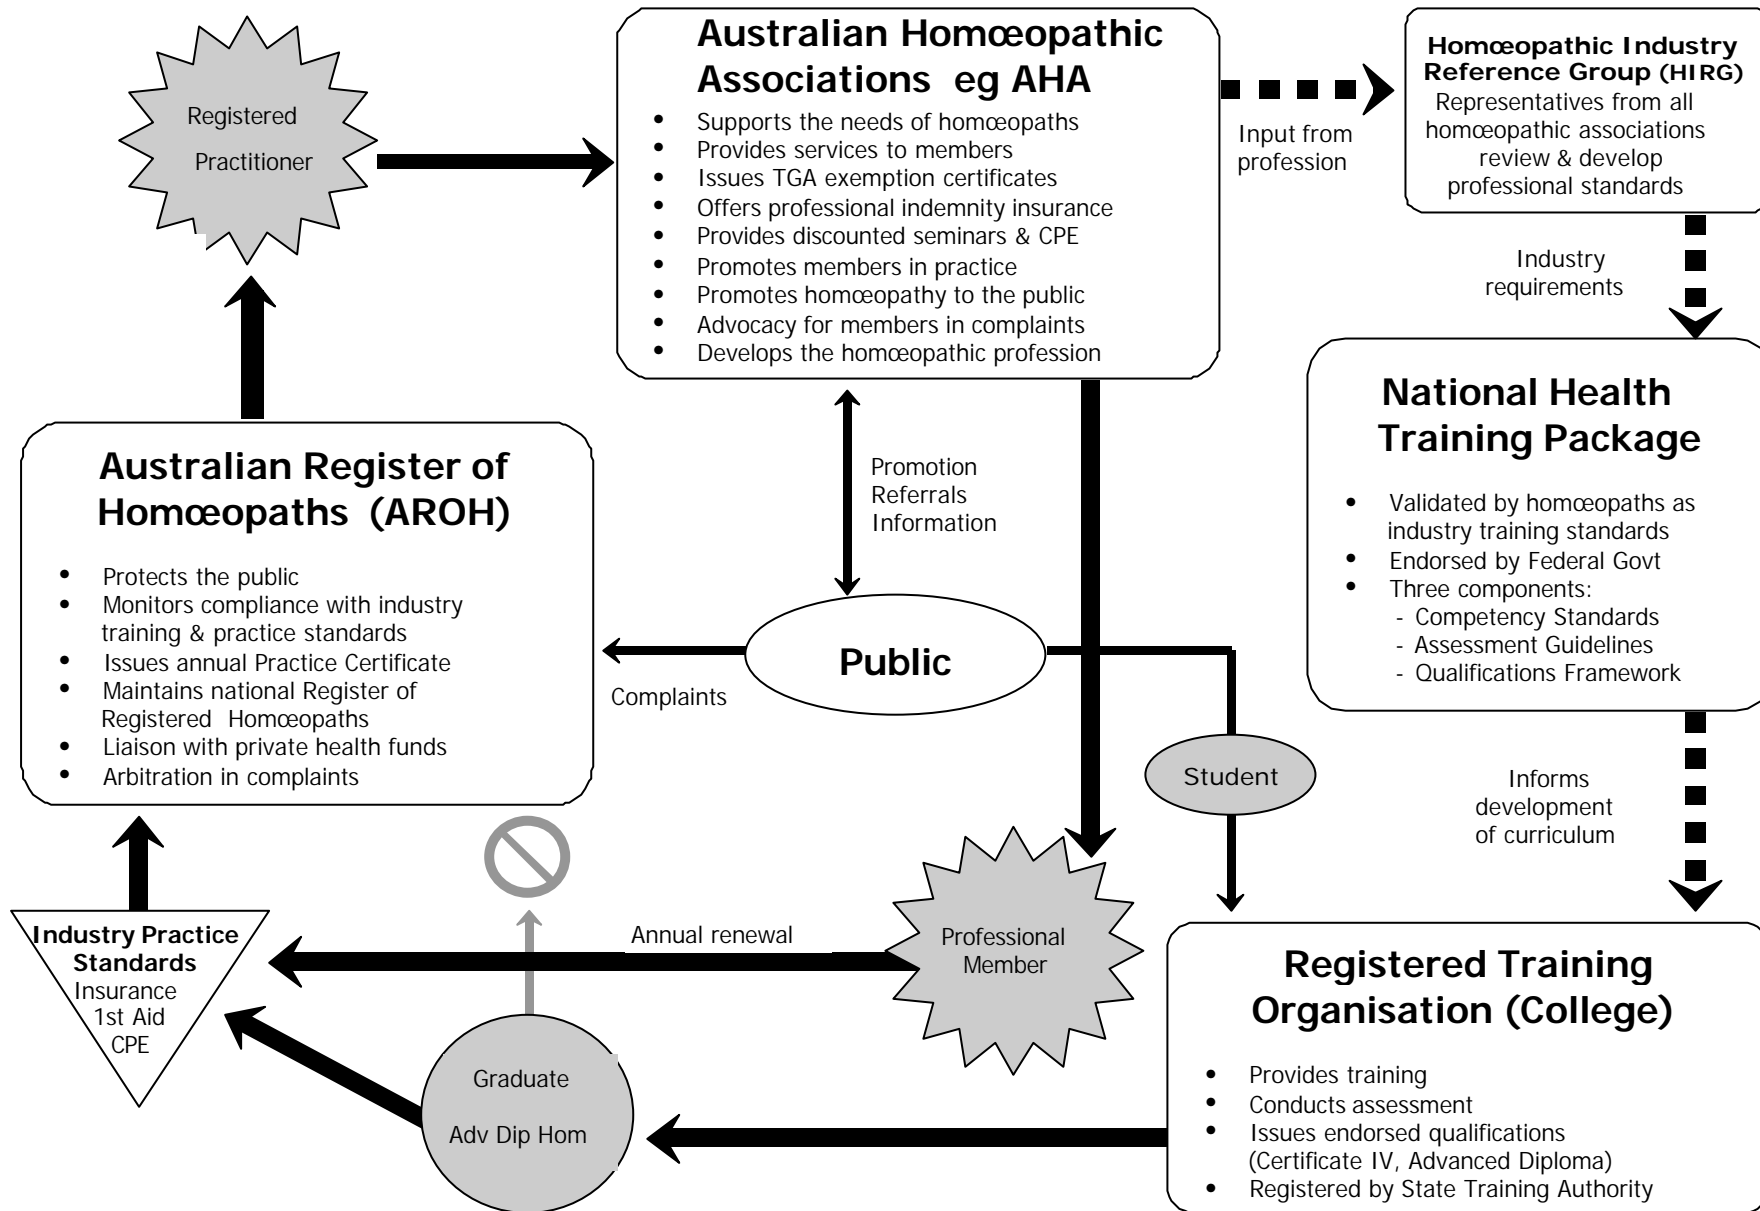 Registered
Practitioner
Australian Homœopathic
Associations eg AHA
• Supports the needs of homœopaths
• Provides services to members
• Issues TGA exemption certificates
• Offers professional indemnity insurance
• Provides discounted seminars & CPE
• Promotes members in practice
• Promotes homœopathy to the public
• Advocacy for members in complaints
• Develops the homœopathic profession
Input from
profession
Homœopathic Industry
Reference Group (HIRG)
Representatives from all
homœopathic associations
review & develop
professional standards
Industry
requirements
National Health
Training Package
• Validated by homœopaths as
industry training standards
• Endorsed by Federal Govt
• Three components:
- Competency Standards
- Assessment Guidelines
- Qualifications Framework
Australian Register of
Homœopaths (AROH)
• Protects the public
• Monitors compliance with industry
training & practice standards
• Issues annual Practice Certificate
• Maintains national Register of
Registered Homœopaths
• Liaison with private health funds
• Arbitration in complaints
Promotion
Referrals
Information
Public
Complaints
Student
Informs
development
of curriculum
Industry Practice
Standards
Insurance
1st Aid
CPE
Annual renewal
Professional
Member
Graduate
Adv Dip Hom
Registered Training
Organisation (College)
• Provides training
• Conducts assessment
• Issues endorsed qualifications
(Certificate IV, Advanced Diploma)
• Registered by State Training Authority